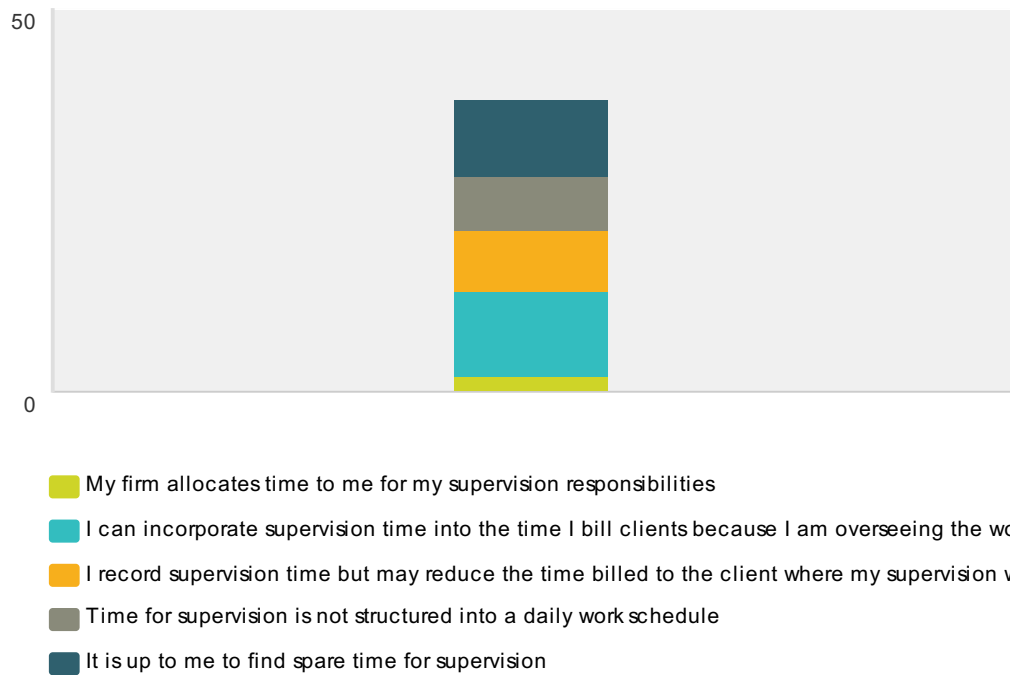 50
0
My firm allocates time to me for my supervision responsibilities
I can incorporate supervision time into the time I bill clients because I am overseeing the
I record supervision time but may reduce the time billed to the client where my supervision
Time for supervision is not structured into a daily work schedule
It is up to me to find spare time for supervision